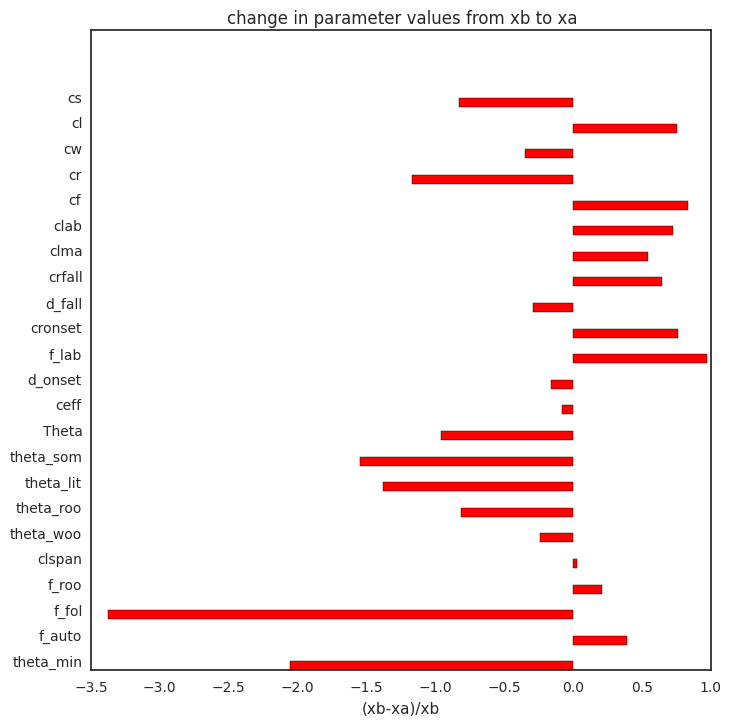 change in parameter values from xb to xa
cs
cl
cw
cr
cf
clab
clma
crfall
d_fall
cronset
f_lab
d_onset
ceff
Theta
theta_som
theta_lit
theta_roo
theta_woo
clspan
f_roo
f_fol
f_auto
theta_min
−3.5 −3.0 −2.5 −2.0 −1.5 −1.0 −0.5 0.0 0.5 1.0
(xb-xa)/xb